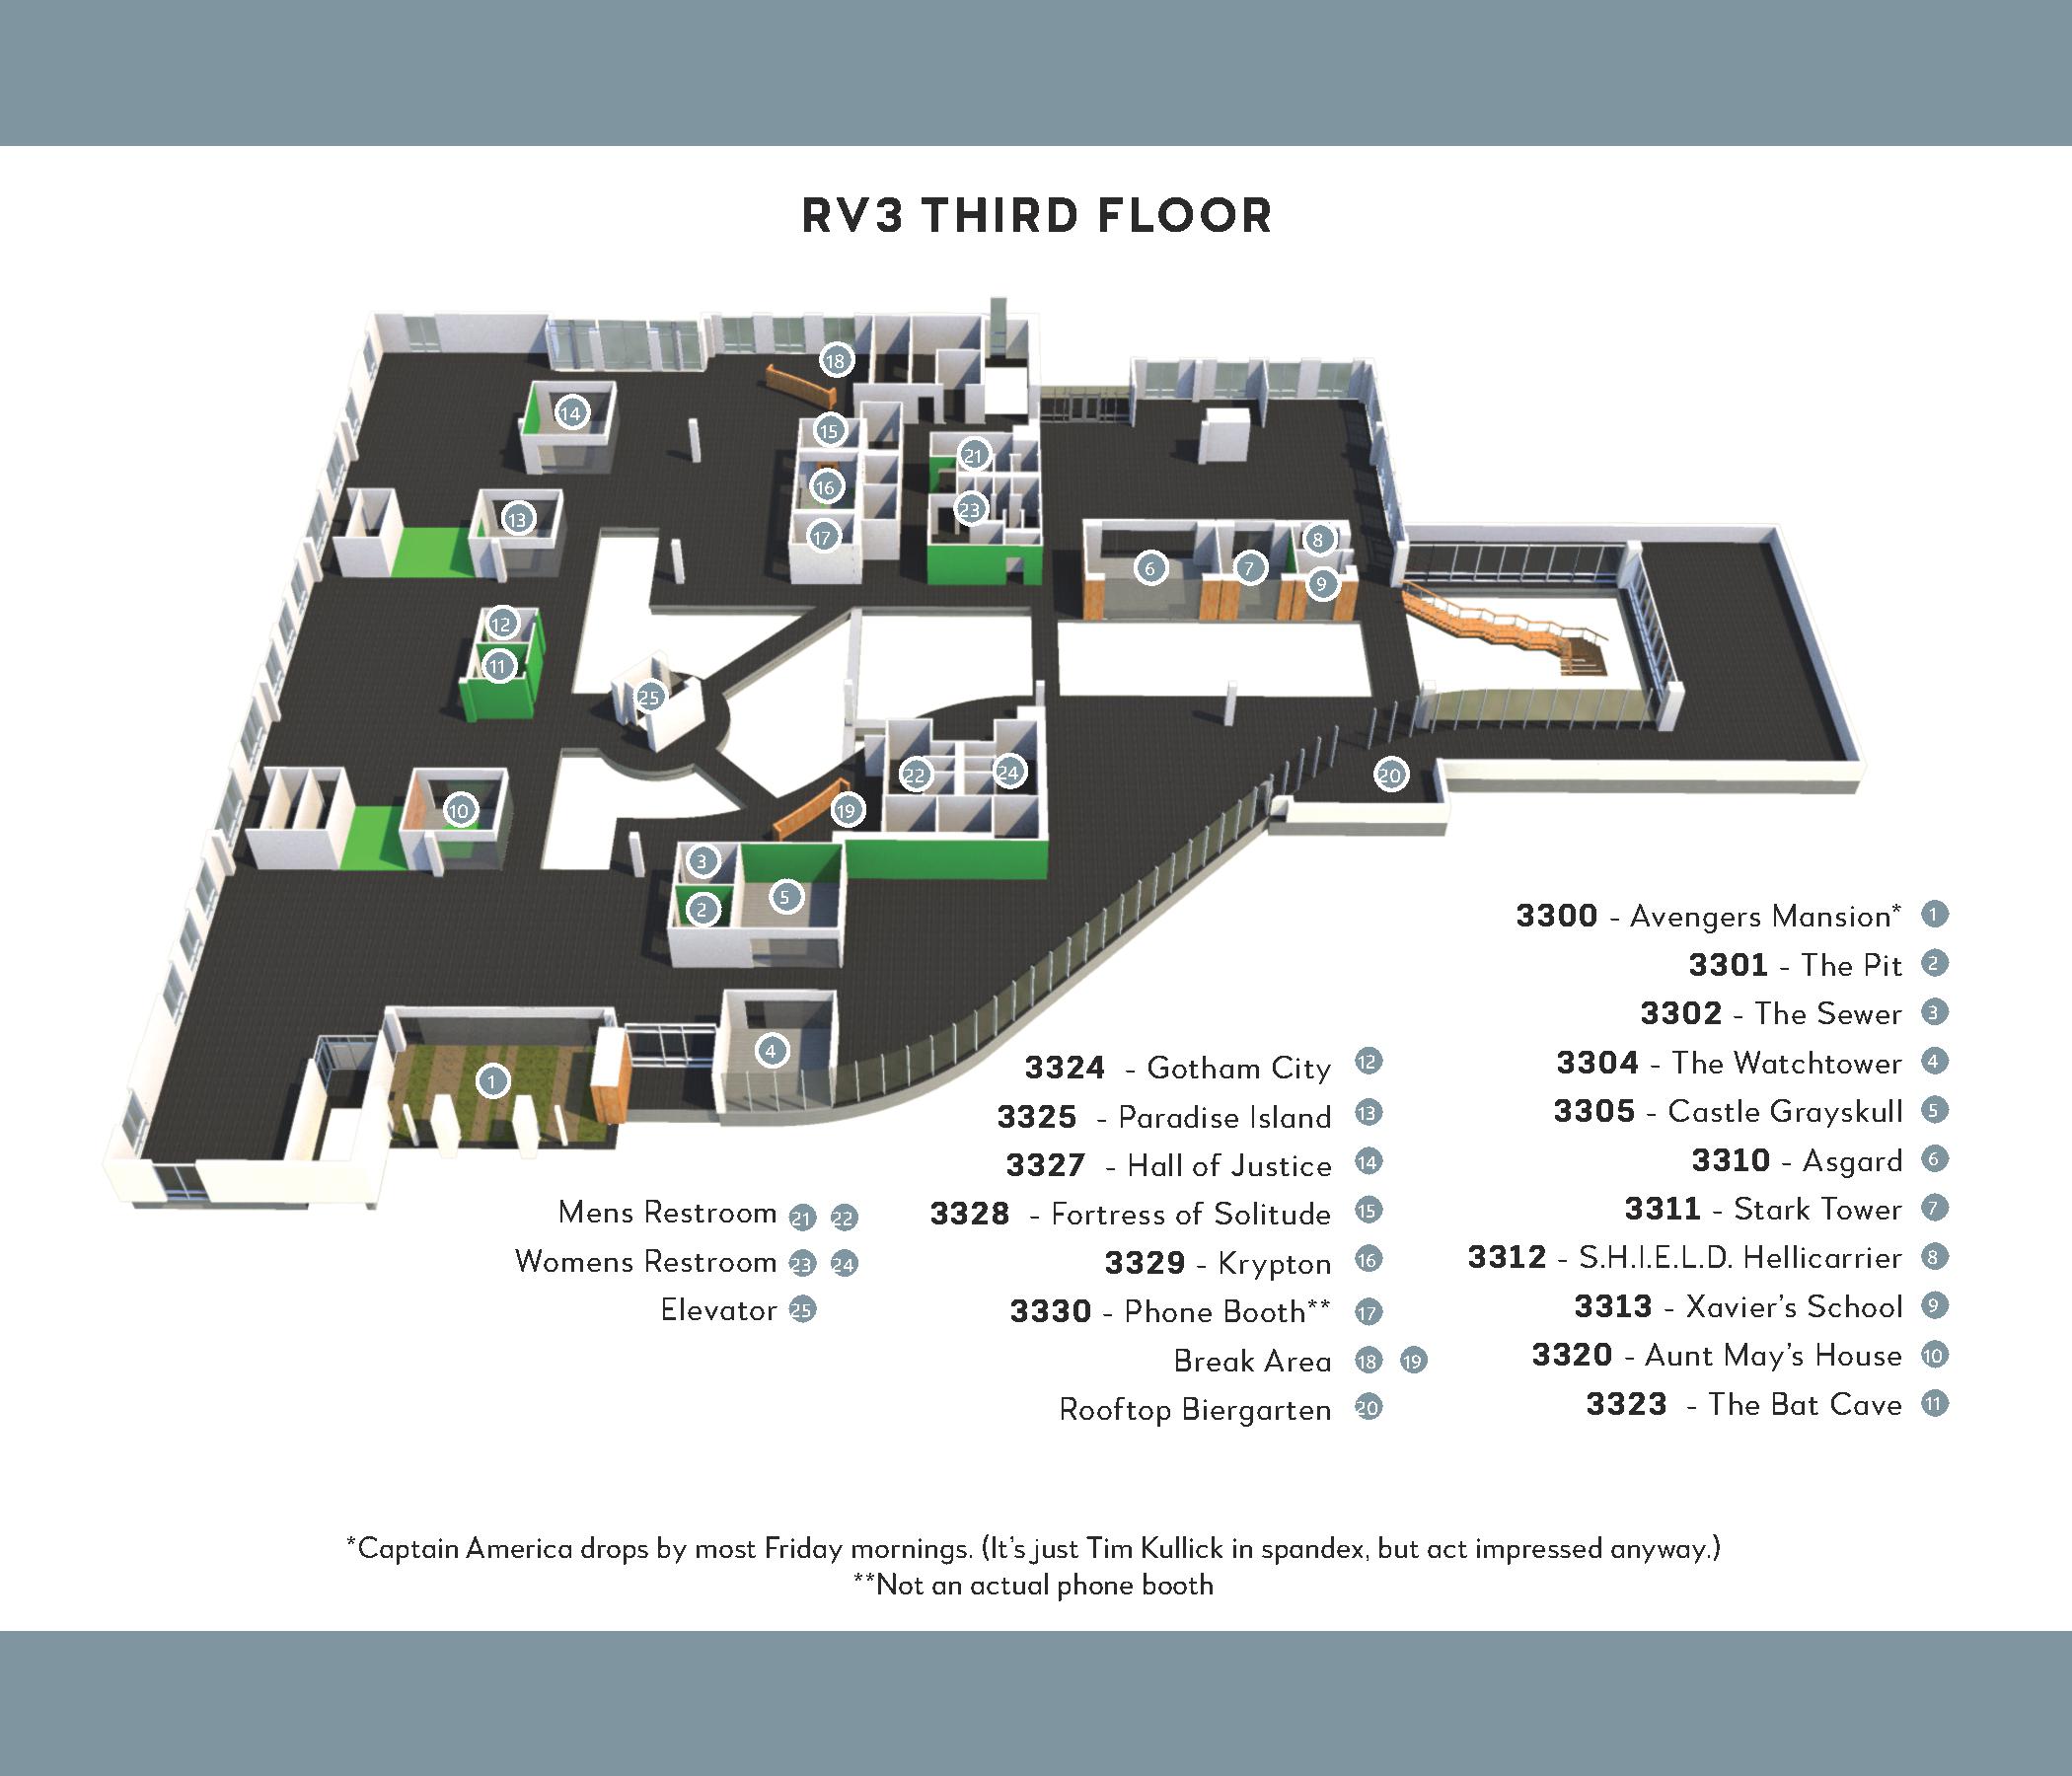 RV3 THIRD FLOOR
18
14
15
21
16
13
23
17
8
6
7
9
12
11
25
22
24
20
10
19
3
5
2
4
1
3300 - Avengers Mansion* 1
3301 - The Pit 2
3302 - The Sewer 3
3304 - The Watchtower 4
3305 - Castle Grayskull 5
3310 - Asgard 6
3311 - Stark Tower 7
3312 - S.H.I.E.L.D. Hellicarrier 8
3313 - Xavier's School 9
3320 - Aunt May's House 10
3323 - The Bat Cave 11
3324 - Gotham City 12
3325 - Paradise Island 13
3327 - Hall of Justice 14
3328 - Fortress of Solitude 15
3329 - Krypton 16
3330 - Phone Booth** 17
Break Area 18 19
Rooftop Biergarten 20
Mens Restroom 21 22
Womens Restroom 23 24
Elevator 25
*Captain America drops by most Friday mornings. (It's just Tim Kullick in spandex, but act impressed anyway.)
**Not an actual phone booth